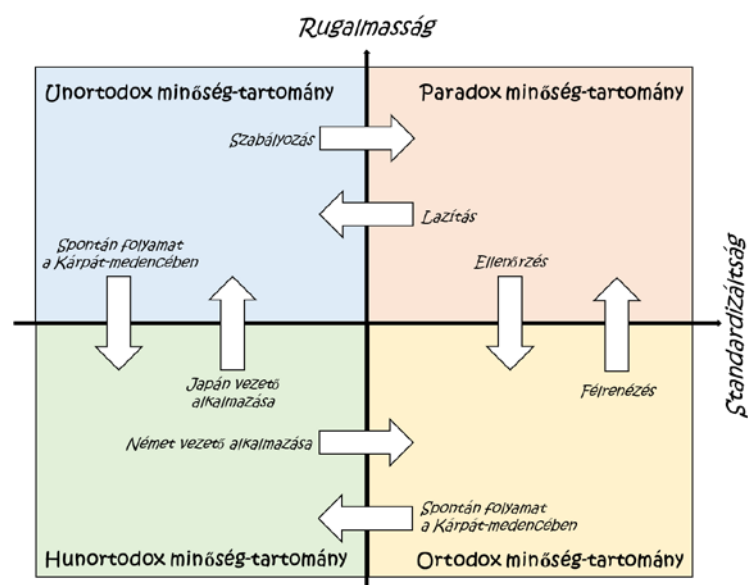 Rugalmasság
Unortodox minőség-tartomány
Paradox minőség-tartomány
Szabályozás
Lazítás
Spontán folyamat
a Kárpát-medencében
Ellenőrzés
Standardizáltság
Japán vezető
alkalmazása
Félrenézés
Német vezető alkalmazása
Spontán folyamat
a Kárpát-medencében
Hunortodox minőség-tartomány
Ortodox minőség-tartomány